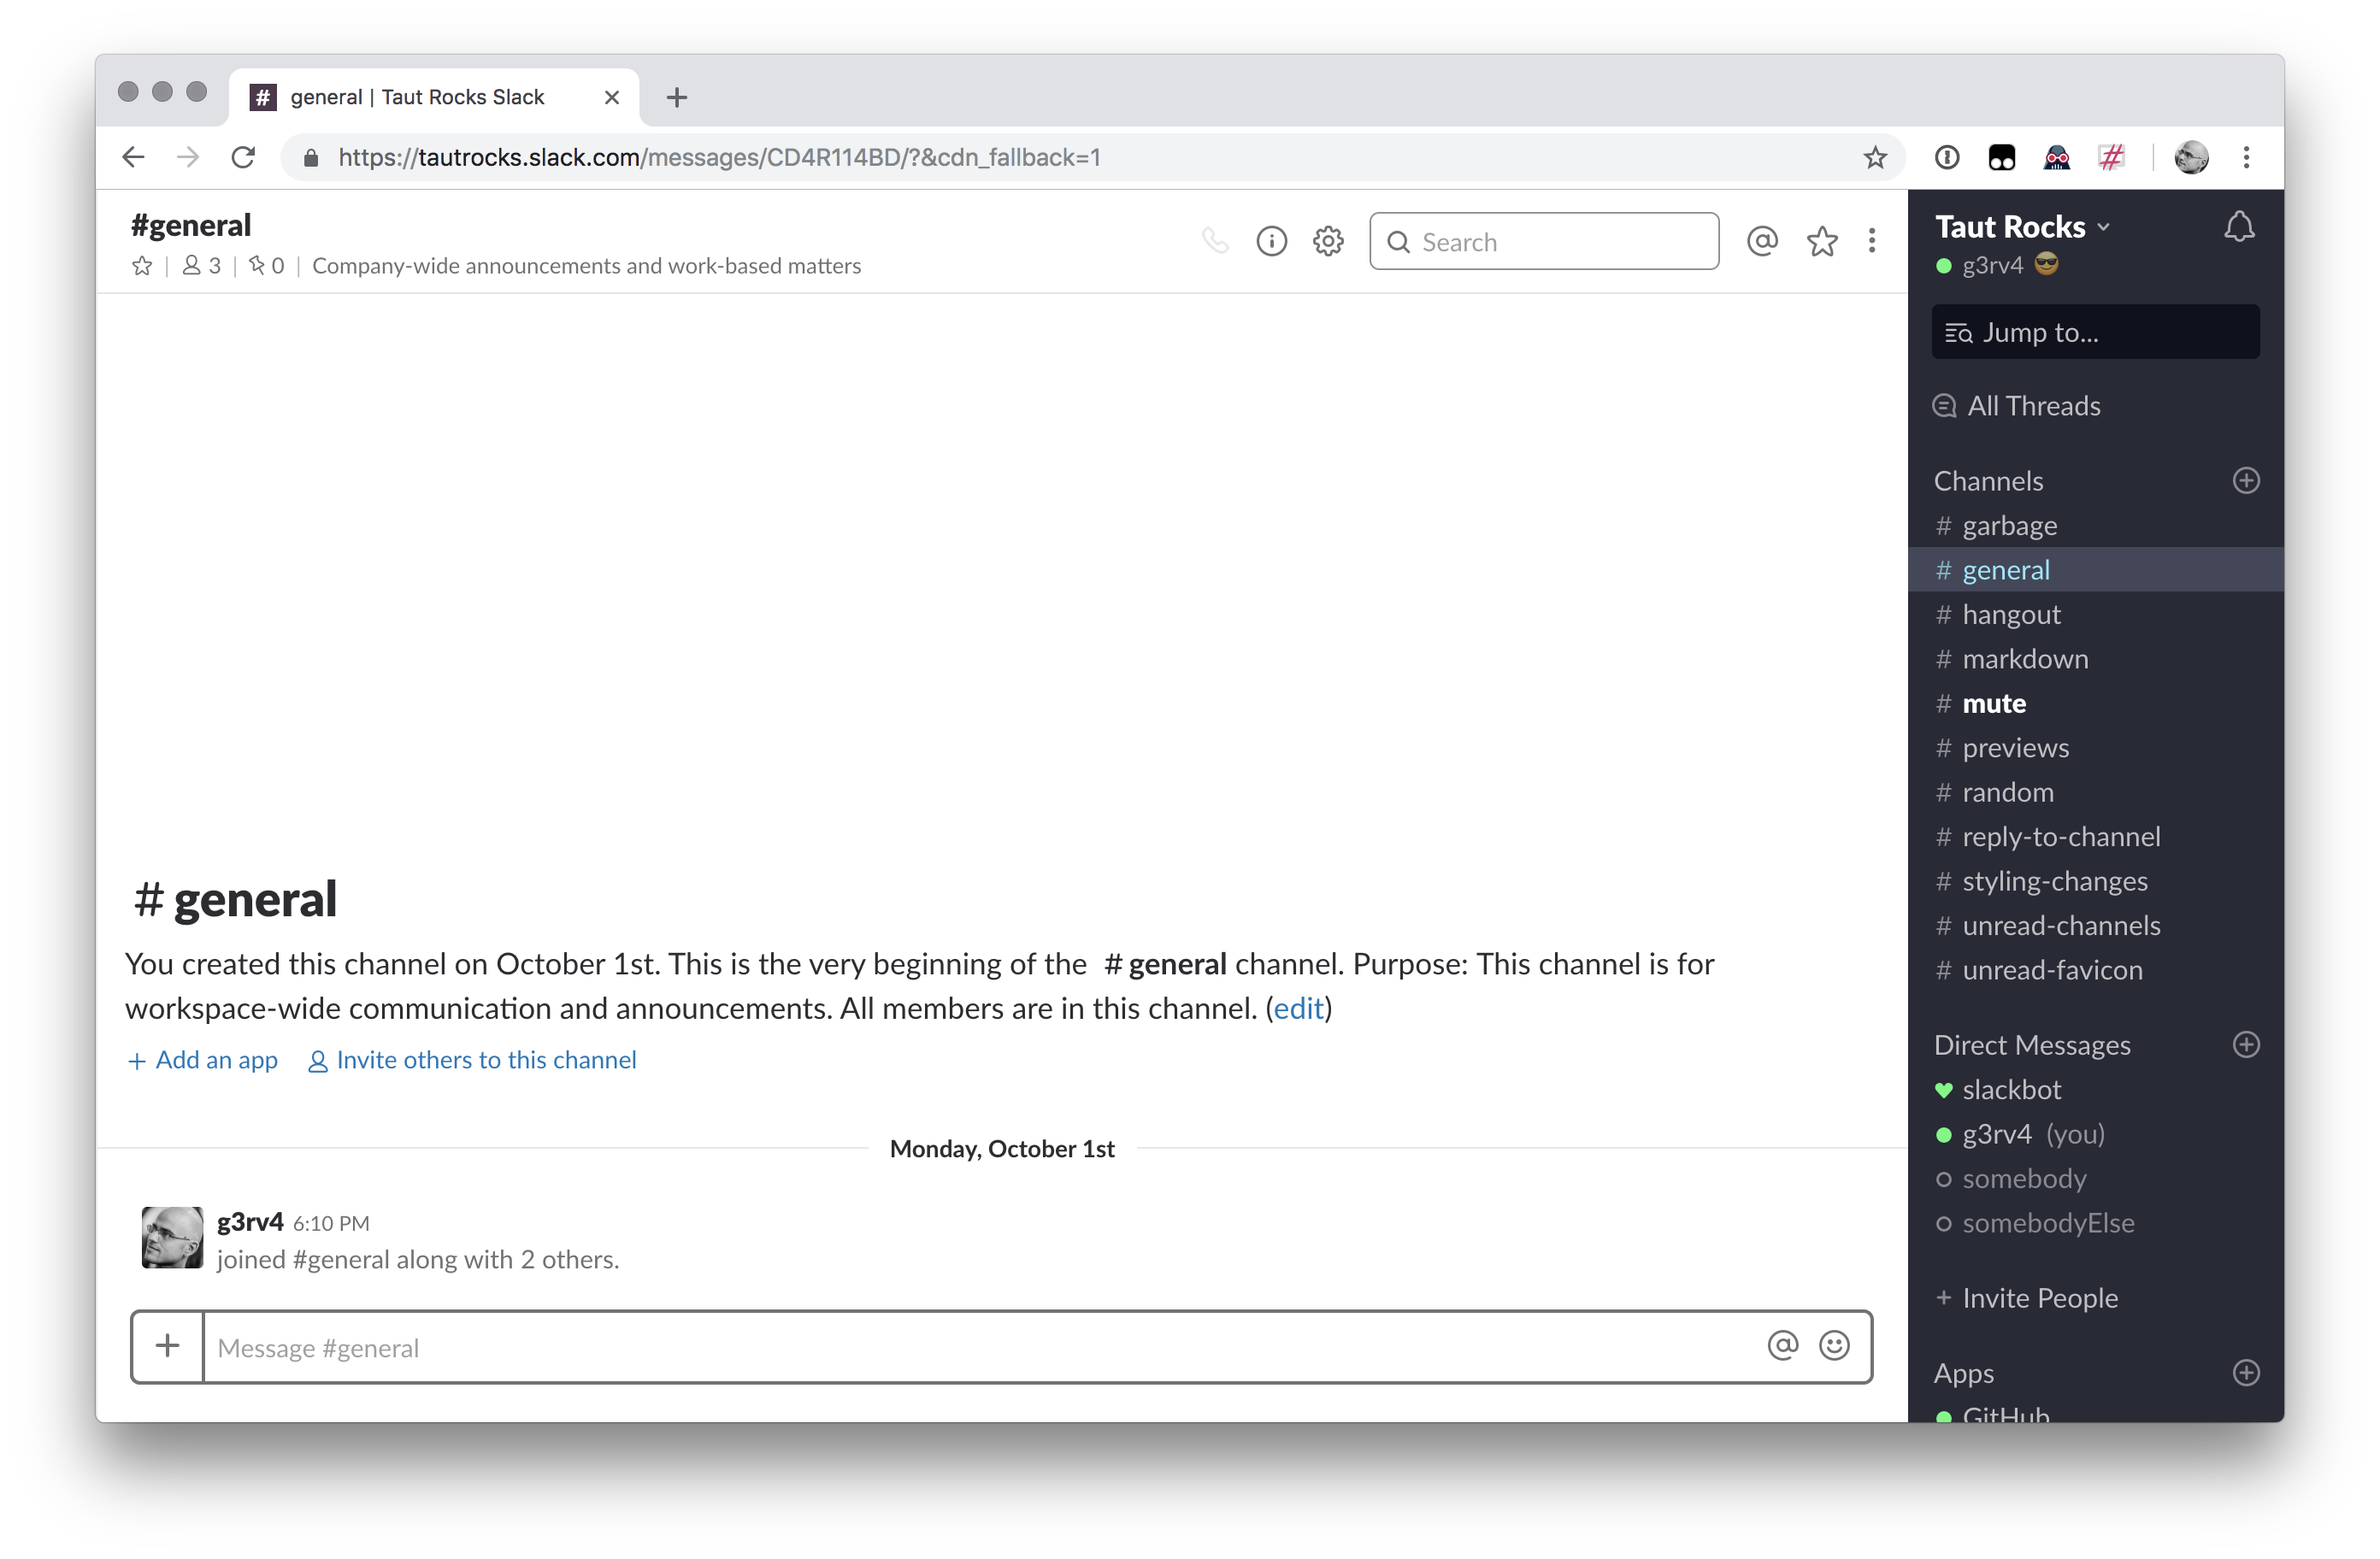 general | Taut Rocks Slack
https://tautrocks.slack.com/messages/CD4R114BD/?&cdn_fallback=1
#general
3 | 0 | Company-wide announcements and work-based matters
Search
# general
You created this channel on October 1st. This is the very beginning of the # general channel. Purpose: This channel is for
workspace-wide communication and announcements. All members are in this channel. (edit)
+ Add an app Invite others to this channel
Monday, October 1st
g3rv4 6:10 PM
joined #general along with 2 others.
Message #general
Taut Rocks
g3rv4
Jump to...
All Threads
Channels
# garbage
# general
# hangout
# markdown
# mute
# previews
# random
# reply-to-channel
# styling-changes
# unread-channels
# unread-favicon
Direct Messages
slackbot
g3rv4 (you)
somebody
somebodyElse
+ Invite People
Apps
GitHub